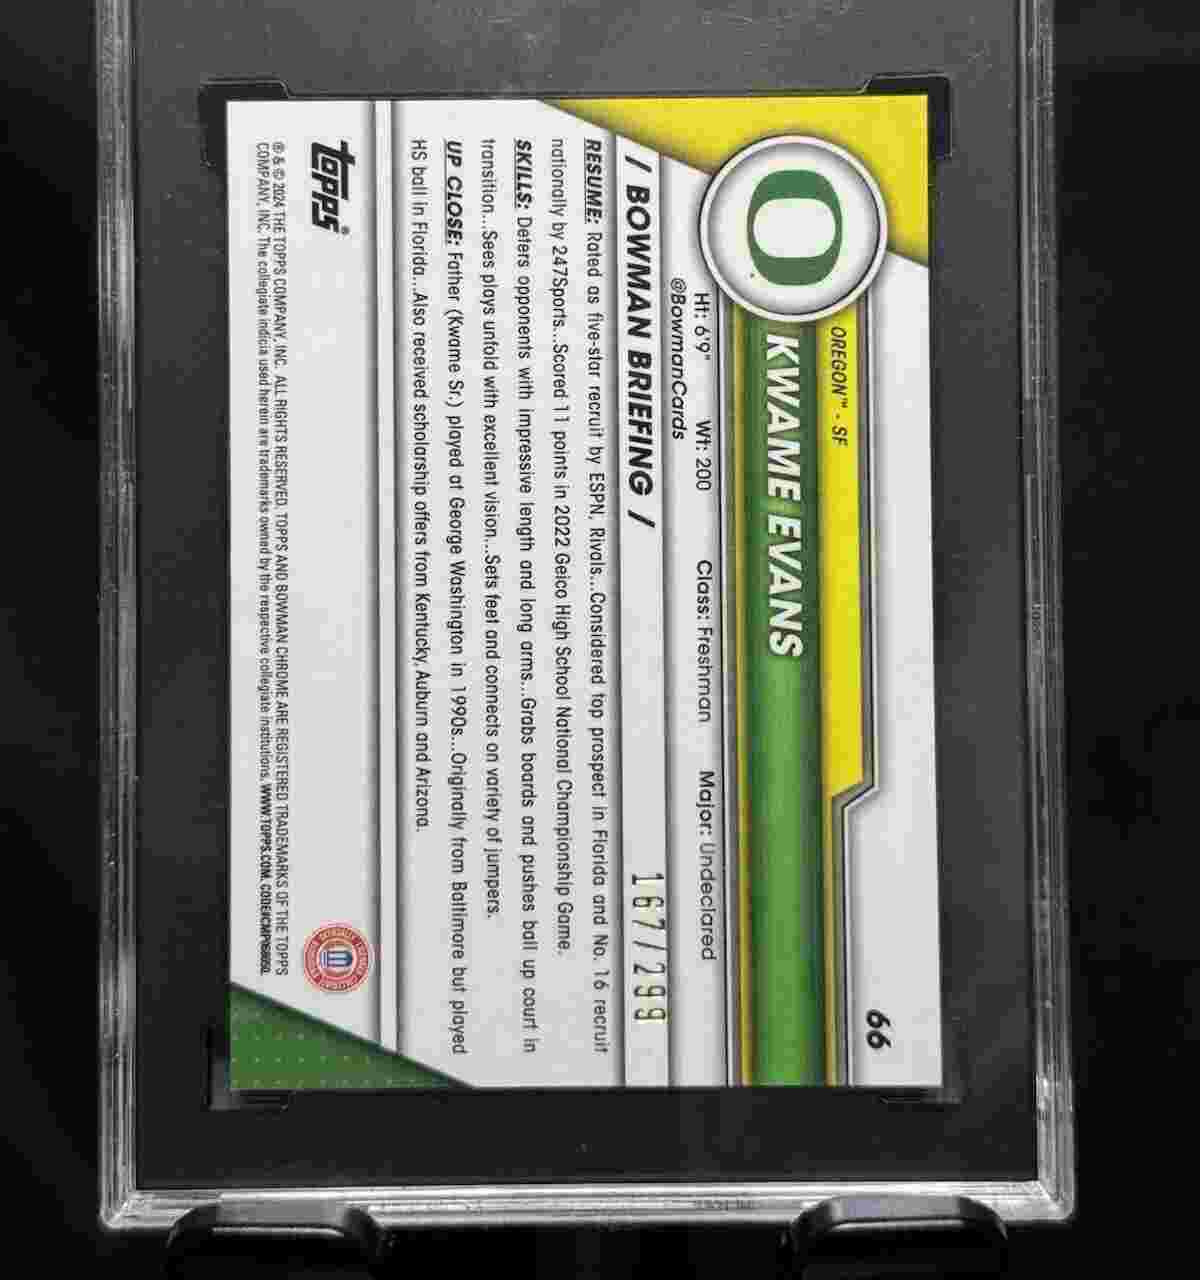 66
OREGON™ - SF
KWAME EVANS
Ht: 6'9" Wt: 200 Class: Freshman Major: Undeclared
@BowmanCards
/ BOWMAN BRIEFING /
167/299
RESUME: Rated as five-star recruit by ESPN, Rivals...Considered top prospect in Florida and No. 16 recruit
nationally by 247Sports...Scored 11 points in 2022 Geico High School National Championship Game.
SKILLS: Deters opponents with impressive length and long arms...Grabs boards and pushes ball up court in
transition...Sees plays unfold with excellent vision...Sets feet and connects on variety of jumpers.
UP CLOSE: Father (Kwame Sr.) played at George Washington in 1990s...Originally from Baltimore but played
HS ball in Florida...Also received scholarship offers from Kentucky, Auburn and Arizona.
topps®
® & © 2024 THE TOPPS COMPANY, INC. ALL RIGHTS RESERVED. TOPPS AND BOWMAN CHROME ARE REGISTERED TRADEMARKS OF THE TOPPS
COMPANY, INC. The collegiate indicia used herein are trademarks owned by the respective collegiate institutions. WWW.TOPPS.COM.